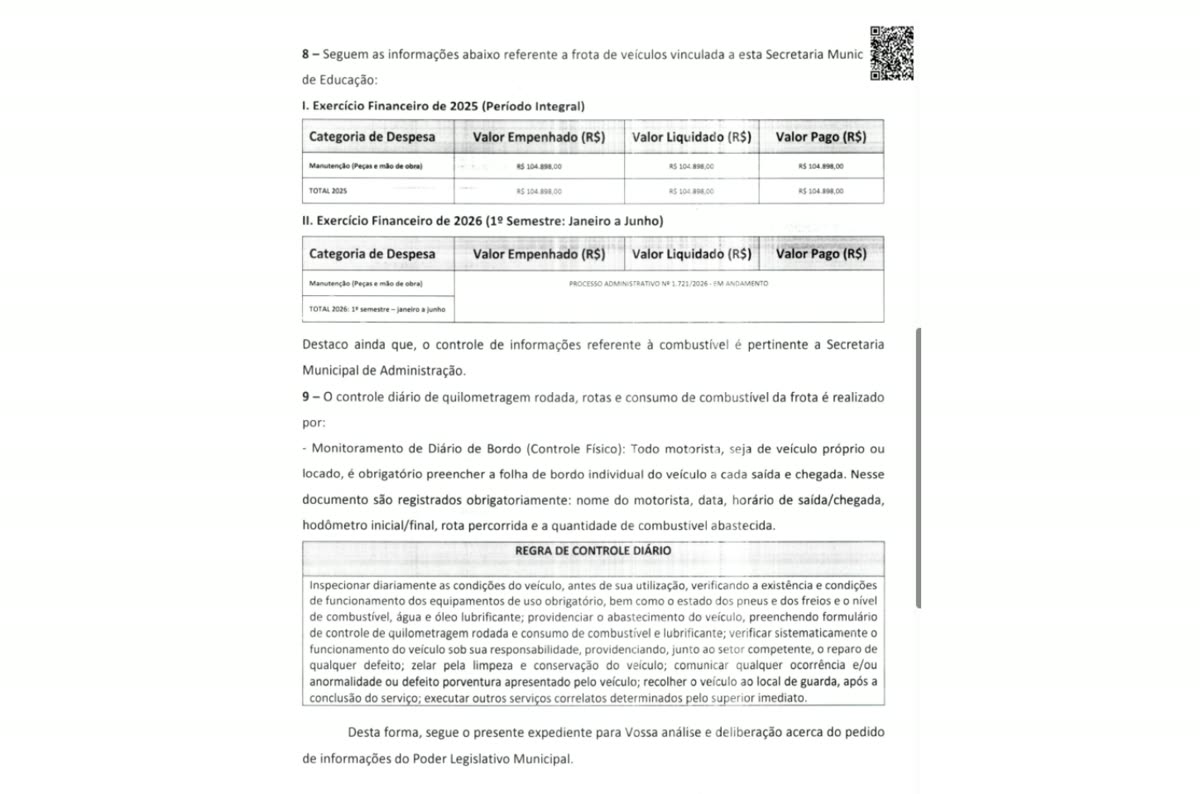 8 – Seguem as informações abaixo referente a frota de veículos vinculada a esta Secretaria Munic
de Educação:
I. Exercício Financeiro de 2025 (Período Integral)
Categoria de Despesa Valor Empenhado (R$) Valor Liquidado (R$) Valor Pago (R$)
Manutenção (Peças e mão de obra) R$ 104.898,00 R$ 104.898,00 R$ 104.898,00
TOTAL 2025 R$ 104.898,00 R$ 104.898,00 R$ 104.898,00
II. Exercício Financeiro de 2026 (1º Semestre: Janeiro a Junho)
Categoria de Despesa Valor Empenhado (R$) Valor Liquidado (R$) Valor Pago (R$)
Manutenção (Peças e mão de obra) PROCESSO ADMINISTRATIVO Nº 1.721/2026 - EM ANDAMENTO
TOTAL 2026: 1º semestre – janeiro a junho
Destaco ainda que, o controle de informações referente à combustível é pertinente a Secretaria
Municipal de Administração.
9 – O controle diário de quilometragem rodada, rotas e consumo de combustível da frota é realizado
por:
- Monitoramento de Diário de Bordo (Controle Físico): Todo motorista, seja de veículo próprio ou
locado, é obrigatório preencher a folha de bordo individual do veículo a cada saída e chegada. Nesse
documento são registrados obrigatoriamente: nome do motorista, data, horário de saída/chegada,
hodômetro inicial/final, rota percorrida e a quantidade de combustível abastecida.
REGRA DE CONTROLE DIÁRIO
Inspecionar diariamente as condições do veículo, antes de sua utilização, verificando a existência e condições
de funcionamento dos equipamentos de uso obrigatório, bem como o estado dos pneus e dos freios e o nível
de combustível, água e óleo lubrificante; providenciar o abastecimento do veículo, preenchendo formulário
de controle de quilometragem rodada e consumo de combustível e lubrificante; verificar sistematicamente o
funcionamento do veículo sob sua responsabilidade, providenciando, junto ao setor competente, o reparo de
qualquer defeito; zelar pela limpeza e conservação do veículo; comunicar qualquer ocorrência e/ou
anormalidade ou defeito porventura apresentado pelo veículo; recolher o veículo ao local de guarda, após a
conclusão do serviço; executar outros serviços correlatos determinados pelo superior imediato.
Desta forma, segue o presente expediente para Vossa análise e deliberação acerca do pedido
de informações do Poder Legislativo Municipal.